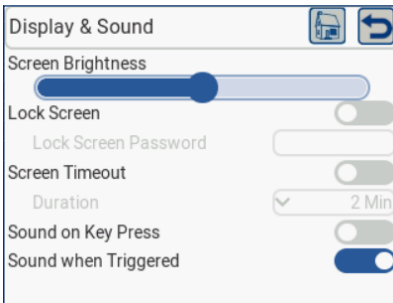 Display & Sound
Screen Brightness
Lock Screen
Lock Screen Password
Screen Timeout
Duration 2 Min
Sound on Key Press
Sound when Triggered